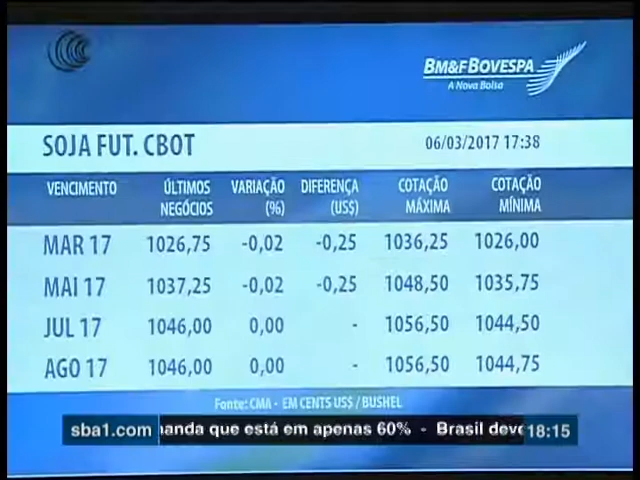 BM&FBOVESPA
A Nova Bolsa
SOJA FUT. CBOT 06/03/2017 17:38
VENCIMENTO ÚLTIMOS NEGÓCIOS VARIAÇÃO (%) DIFERENÇA (US$) COTAÇÃO MÁXIMA COTAÇÃO MÍNIMA
MAR 17 1026,75 -0,02 -0,25 1036,25 1026,00
MAI 17 1037,25 -0,02 -0,25 1048,50 1035,75
JUL 17 1046,00 0,00 - 1056,50 1044,50
AGO 17 1046,00 0,00 - 1056,50 1044,75
Fonte: CMA - EM CENTS US$ / BUSHEL
sba1.com que está em apenas 60% - Brasil 18:15